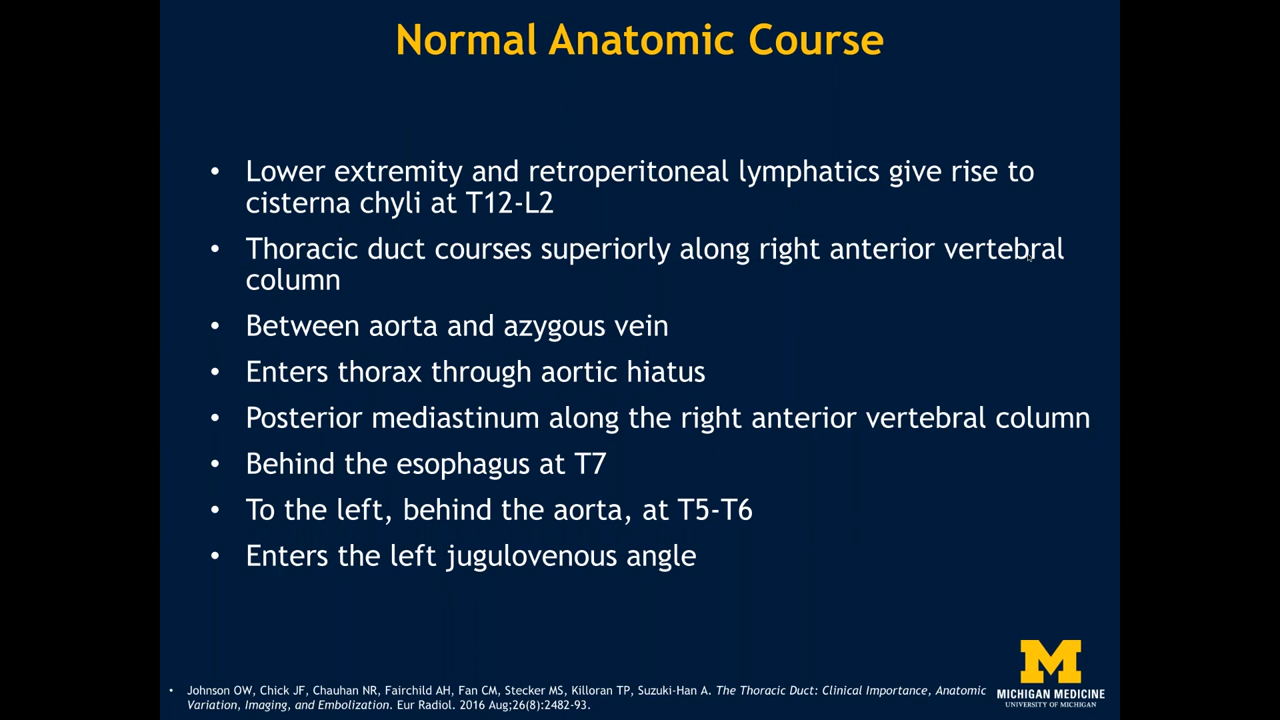 Normal Anatomic Course
• Lower extremity and retroperitoneal lymphatics give rise to
cisterna chyli at T12-L2
• Thoracic duct courses superiorly along right anterior vertebral
column
• Between aorta and azygous vein
• Enters thorax through aortic hiatus
• Posterior mediastinum along the right anterior vertebral column
• Behind the esophagus at T7
• To the left, behind the aorta, at T5-T6
• Enters the left jugulovenous angle
• Johnson OW, Chick JF, Chauhan NR, Fairchild AH, Fan CM, Stecker MS, Killoran TP, Suzuki-Han A. The Thoracic Duct: Clinical Importance, Anatomic
Variation, Imaging, and Embolization. Eur Radiol. 2016 Aug;26(8):2482-93.
M
MICHIGAN MEDICINE
UNIVERSITY OF MICHIGAN